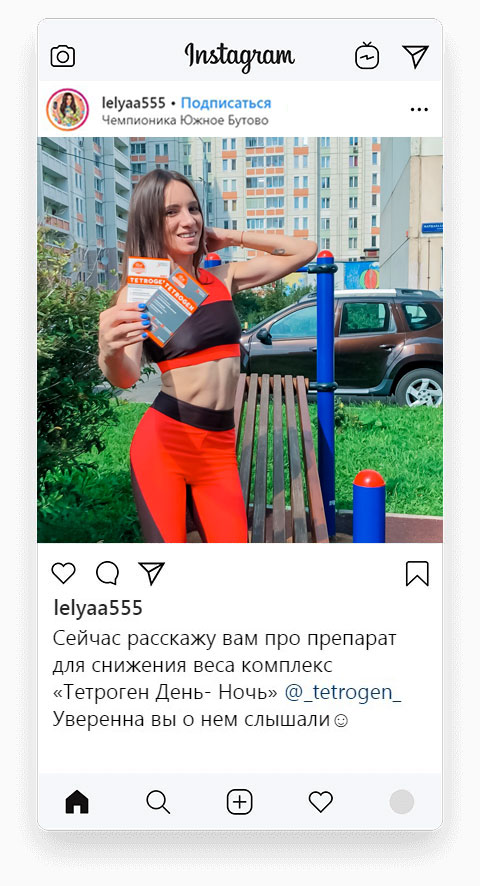 Instagram
lelyaa555 • Подписаться
Чемпионика Южное Бутово
TETROGEN
TETROGEN
lelyaa555
Сейчас расскажу вам про препарат
для снижения веса комплекс
«Тетроген День- Ночь» @_tetrogen_
Уверенна вы о нем слышали☺